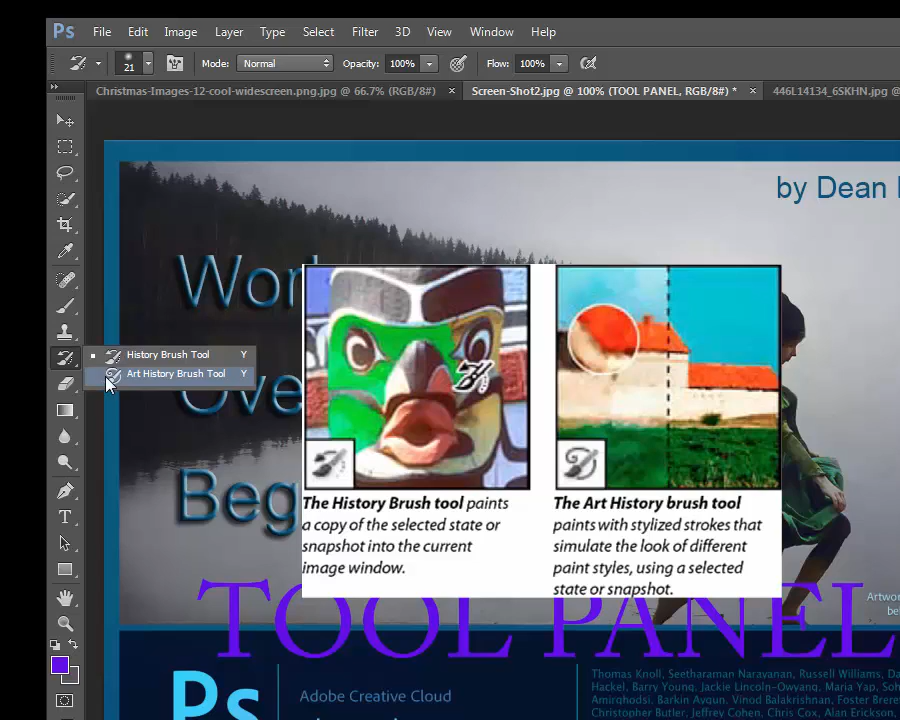 Ps File Edit Image Layer Type Select Filter 3D View Window Help
21 Mode: Normal Opacity: 100% Flow: 100%
Christmas-Images-12-cool-widescreen.png.jpg @ 66.7% (RGB/8#) × Screen-Shot2.jpg @ 100% (TOOL PANEL, RGB/8#) * × 446L14134_6SKHN.jpg @
by Dean
Wor
History Brush Tool Y
Art History Brush Tool Y
Ove
Beg
The History Brush tool paints
a copy of the selected state or
snapshot into the current
image window.
The Art History brush tool
paints with stylized strokes that
simulate the look of different
paint styles, using a selected
state or snapshot.
TOOL PANEL
Artwo
be
Ps
Adobe Creative Cloud
Thomas Knoll, Seetharaman Narayanan, Russell Williams, Da
Hackel, Barry Young, Jackie Lincoln-Owyang, Maria Yap, Soh
Amirghodsi, Barkin Aygun, Vinod Balakrishnan, Foster Brere
Christopher Butler, Jeffrey Cohen, Chris Cox, Alan Erickson,